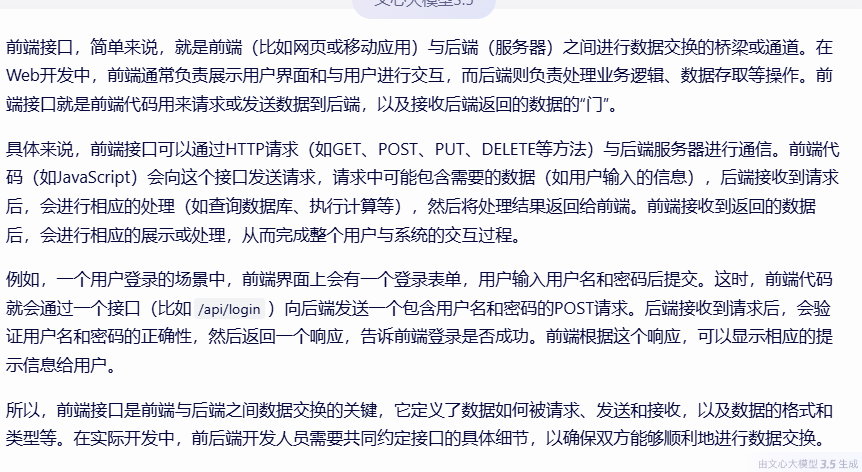 文心大模型3.5
前端接口，简单来说，就是前端（比如网页或移动应用）与后端（服务器）之间进行数据交换的桥梁或通道。在
Web开发中，前端通常负责展示用户界面和与用户进行交互，而后端则负责处理业务逻辑、数据存取等操作。前
端接口就是前端代码用来请求或发送数据到后端，以及接收后端返回的数据的“门”。
具体来说，前端接口可以通过HTTP请求（如GET、POST、PUT、DELETE等方法）与后端服务器进行通信。前端代
码（如JavaScript）会向这个接口发送请求，请求中可能包含需要的数据（如用户输入的信息），后端接收到请求
后，会进行相应的处理（如查询数据库、执行计算等），然后将处理结果返回给前端。前端接收到返回的数据
后，会进行相应的展示或处理，从而完成整个用户与系统的交互过程。
例如，一个用户登录的场景中，前端界面上会有一个登录表单，用户输入用户名和密码后提交。这时，前端代码
就会通过一个接口（比如 /api/login ）向后端发送一个包含用户名和密码的POST请求。后端接收到请求后，会验
证用户名和密码的正确性，然后返回一个响应，告诉前端登录是否成功。前端根据这个响应，可以显示相应的提
示信息给用户。
所以，前端接口是前端与后端之间数据交换的关键，它定义了数据如何被请求、发送和接收，以及数据的格式和
类型等。在实际开发中，前后端开发人员需要共同约定接口的具体细节，以确保双方能够顺利地进行数据交换。
由文心大模型 3.5 生成